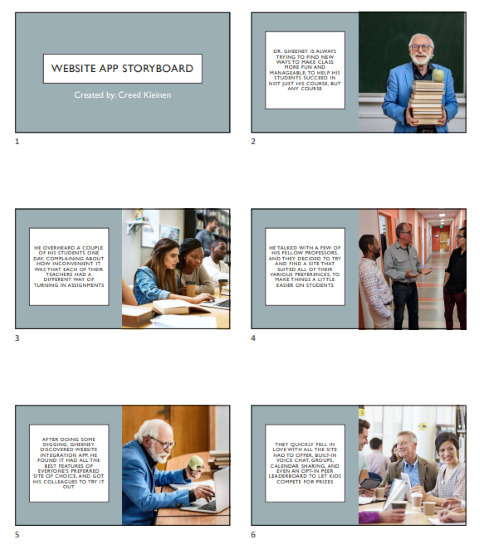 WEBSITE APP STORYBOARD
Created by: Creed Kleinen
1
DR. GHEENEY IS ALWAYS
TRYING TO FIND NEW
WAYS TO MAKE CLASS
MORE FUN AND
MANAGEABLE; TO HELP HIS
STUDENTS SUCCEED IN
NOT JUST HIS COURSE, BUT
ANY COURSE
2
HE OVERHEARD A COUPLE
OF HIS STUDENTS ONE
DAY, COMPLAINING ABOUT
HOW INCONVENIENT IT
WAS THAT EACH OF THEIR
TEACHERS HAD A
DIFFERENT WAY OF
TURNING IN ASSIGNMENTS
3
HE TALKED WITH A FEW OF
HIS FELLOW PROFESSORS,
AND THEY DECIDED TO TRY
AND FIND A SITE THAT
SUITED ALL OF THEIR
VARIOUS PREFERENCES, TO
MAKE THINGS A LITTLE
EASIER ON STUDENTS
4
AFTER DOING SOME
DIGGING, GHEENEY
DISCOVERED WEBSITE
INTEGRATION APP. HE
FOUND IT HAD ALL THE
BEST FEATURES OF
EVERYONE'S PREFERRED
SITE OF CHOICE, AND GOT
HIS COLLEAGUES TO TRY IT
OUT
5
THEY QUICKLY FELL IN
LOVE WITH ALL THE SITE
HAD TO OFFER, BUILT-IN
VOICE CHAT, GROUPS,
CALENDAR SHARING, AND
EVEN AN OPT-IN PEER
LEADERBOARD TO LET KIDS
COMPETE FOR PRIZES
6